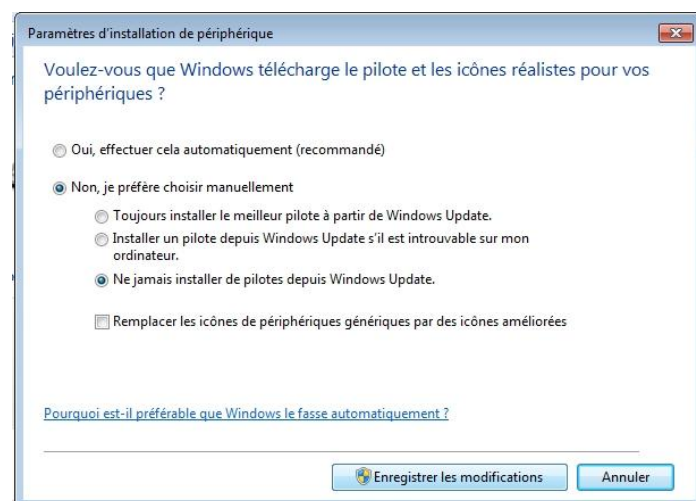 Paramètres d'installation de périphérique
Voulez-vous que Windows télécharge le pilote et les icônes réalistes pour vos
périphériques ?
Oui, effectuer cela automatiquement (recommandé)
Non, je préfère choisir manuellement
Toujours installer le meilleur pilote à partir de Windows Update.
Installer un pilote depuis Windows Update s'il est introuvable sur mon
ordinateur.
Ne jamais installer de pilotes depuis Windows Update.
Remplacer les icônes de périphériques génériques par des icônes améliorées
Pourquoi est-il préférable que Windows le fasse automatiquement ?
Enregistrer les modifications
Annuler